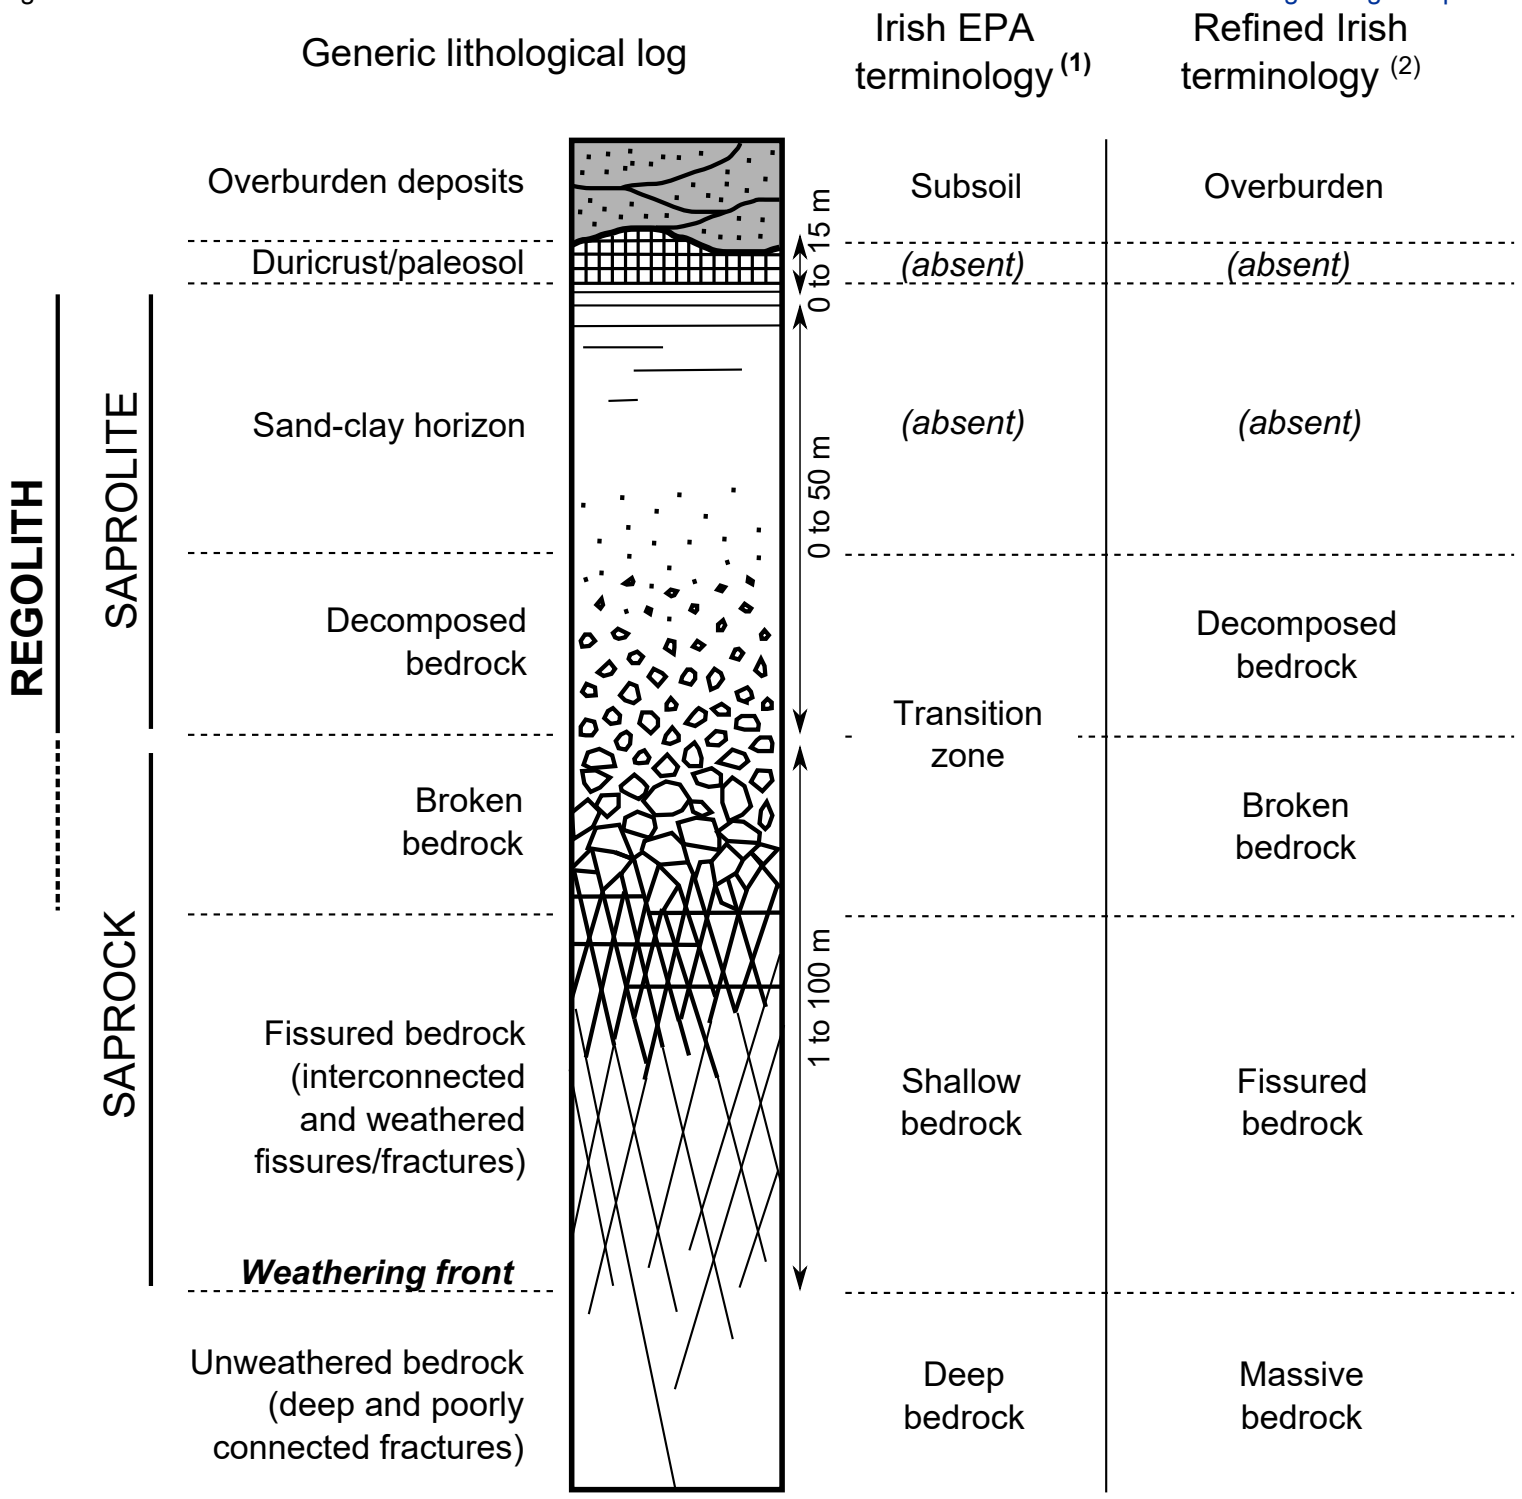 Generic lithological log
Irish EPA
terminology (1)
Refined Irish
terminology (2)
Overburden deposits
Subsoil
Overburden
Duricrust/paleosol
(absent)
(absent)
0 to 15 m
Sand-clay horizon
(absent)
(absent)
0 to 50 m
REGOLITH
SAPROLITE
Decomposed
bedrock
Transition
zone
Decomposed
bedrock
Broken
bedrock
Broken
bedrock
SAPROCK
1 to 100 m
Fissured bedrock
(interconnected
and weathered
fissures/fractures)
Shallow
bedrock
Fissured
bedrock
Weathering front
Unweathered bedrock
(deep and poorly
connected fractures)
Deep
bedrock
Massive
bedrock